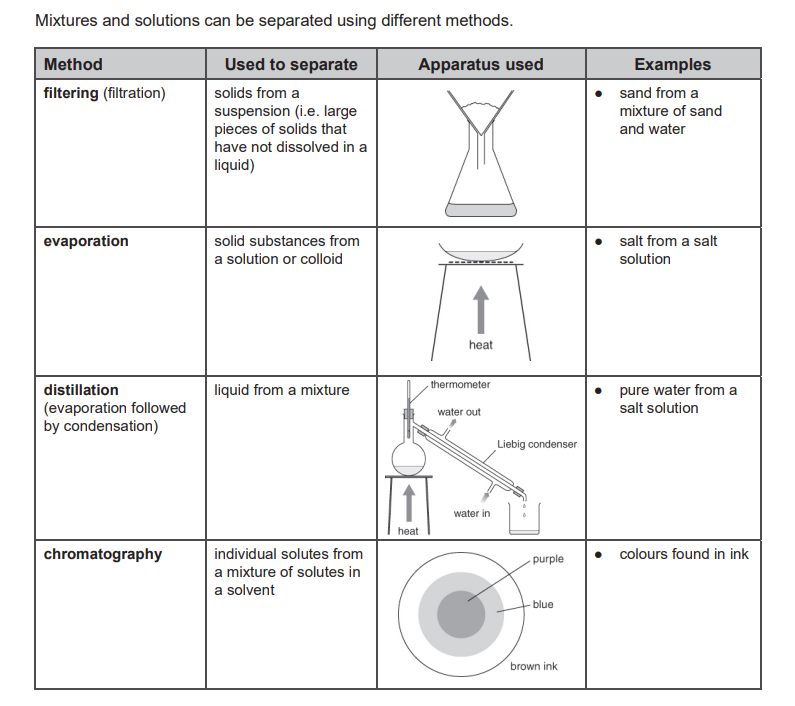 Mixtures and solutions can be separated using different methods.
Method
Used to separate
Apparatus used
Examples
filtering (filtration)
solids from a
suspension (i.e. large
pieces of solids that
have not dissolved in a
liquid)
● sand from a
mixture of sand
and water
evaporation
solid substances from
a solution or colloid
heat
● salt from a salt
solution
distillation
(evaporation followed
by condensation)
liquid from a mixture
thermometer
water out
Liebig condenser
water in
heat
● pure water from a
salt solution
chromatography
individual solutes from
a mixture of solutes in
a solvent
purple
blue
brown ink
● colours found in ink